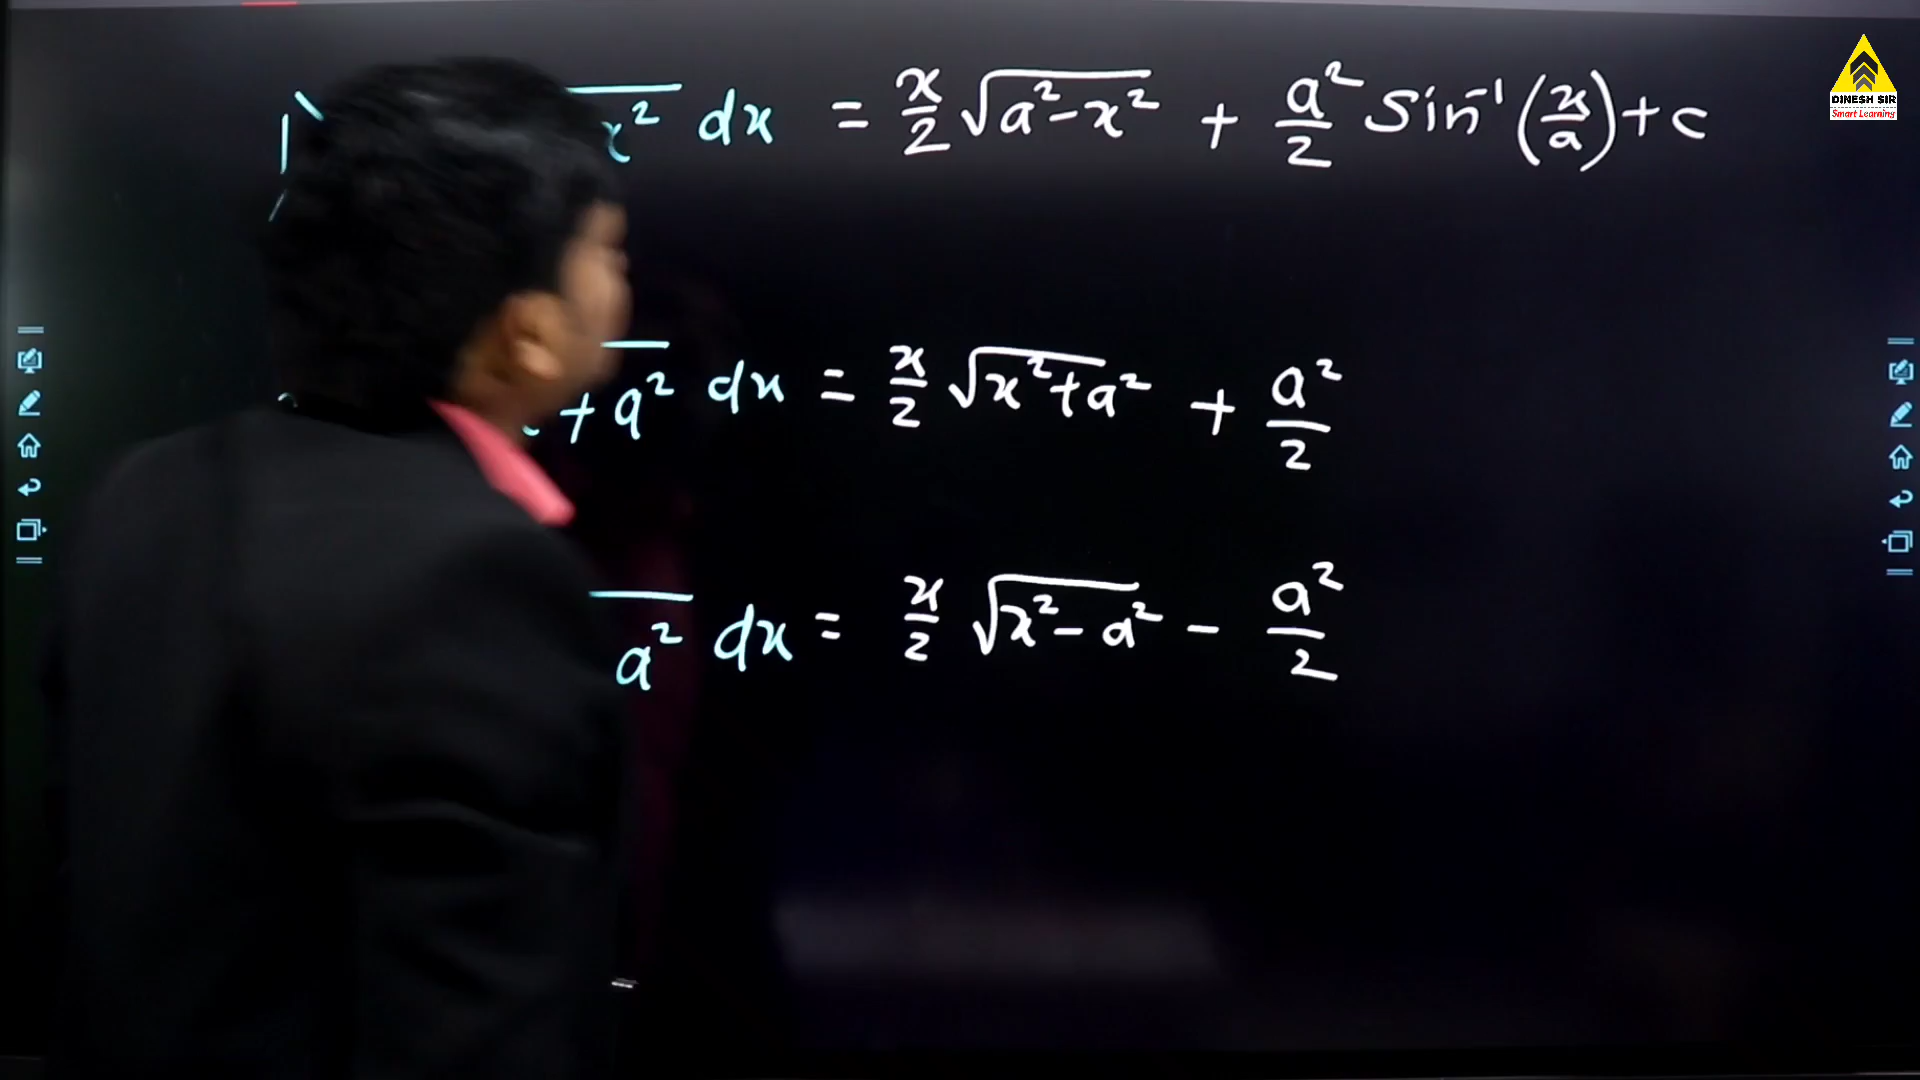 x² dx = x/2 √(a²-x²) + a²/2 Sin⁻¹(x/a)+c
+ a² dx = x/2 √(x²+a²) + a²/2
a² dx = x/2 √(x²-a²) - a²/2
DINESH SIR
Smart Learning